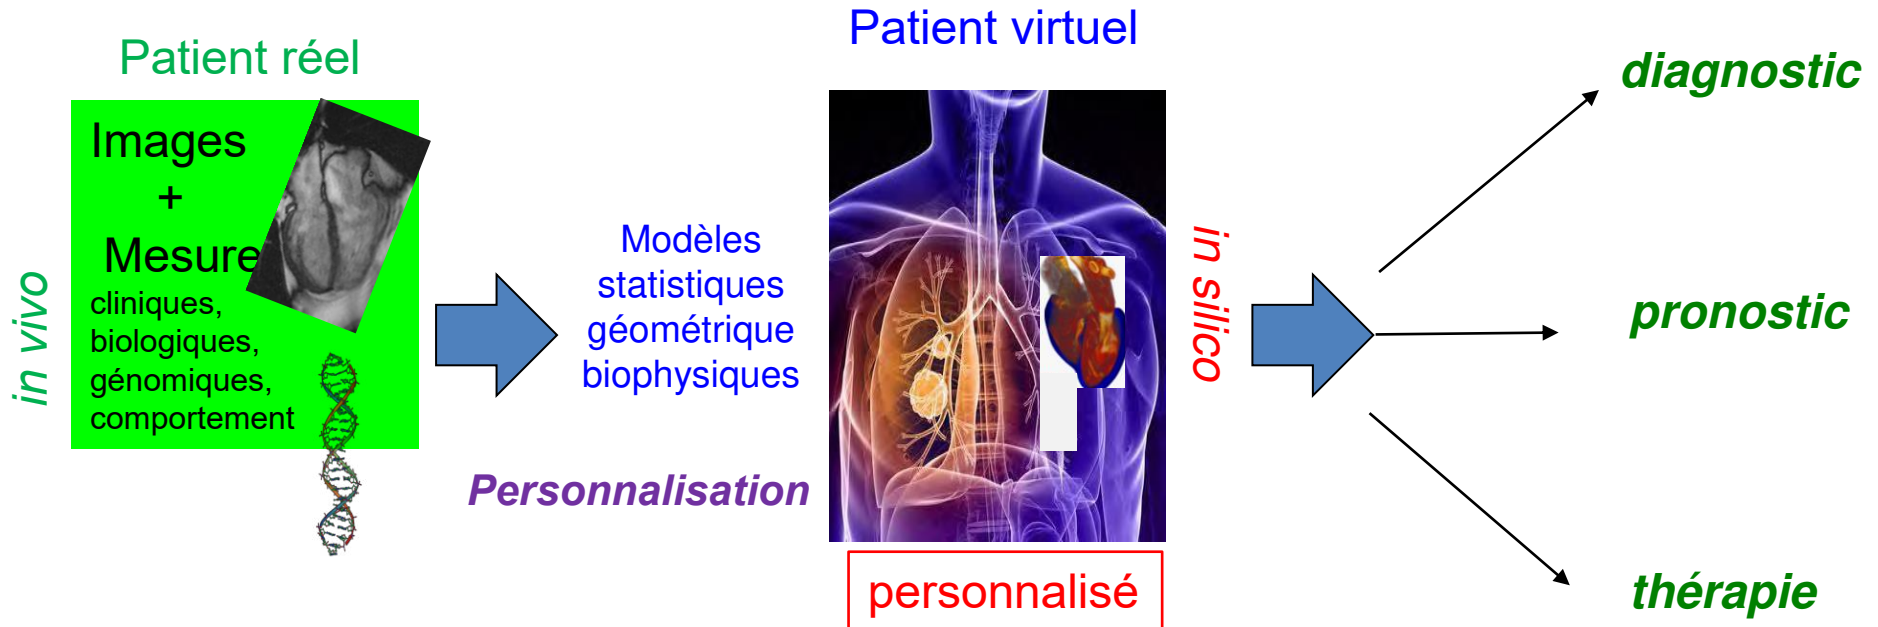 Patient réel
Images
+
Mesure
cliniques,
biologiques,
génomiques,
comportement
in vivo
Modèles
statistiques
géométrique
biophysiques
Personnalisation
Patient virtuel
personnalisé
in silico
diagnostic
pronostic
thérapie